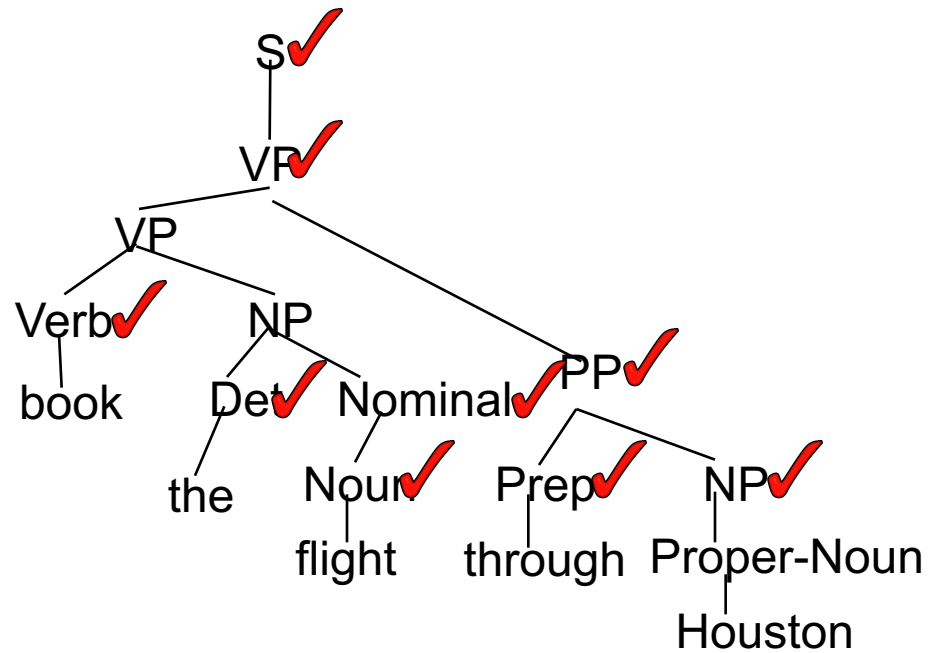 S
VP
VP
Verb NP PP
book Det Nominal
the Noun Prep NP
flight through Proper-Noun
Houston